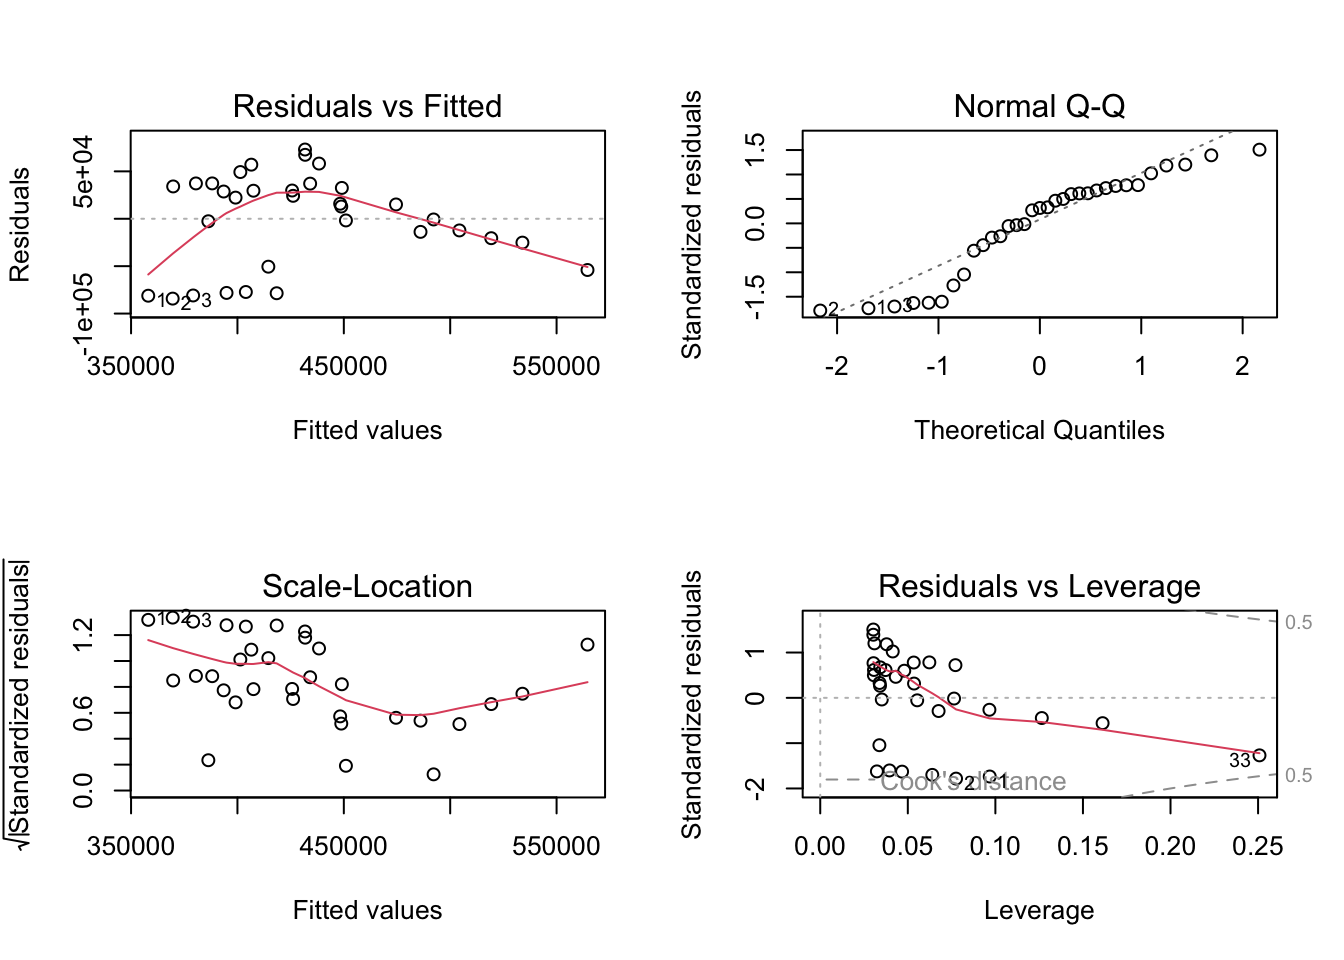 Residuals vs Fitted
Residuals
-1e+05 5e+04
1 2 3
350000 450000 550000
Fitted values
Normal Q-Q
Standardized residuals
-1.5 0.0 1.5
2 1 3
-2 -1 0 1 2
Theoretical Quantiles
Scale-Location
√|Standardized residuals|
0.0 0.6 1.2
1 2 3
350000 450000 550000
Fitted values
Residuals vs Leverage
Standardized residuals
-2 0 1
0.5
33
0.5
Cook's distance
2 1
0.00 0.05 0.10 0.15 0.20 0.25
Leverage